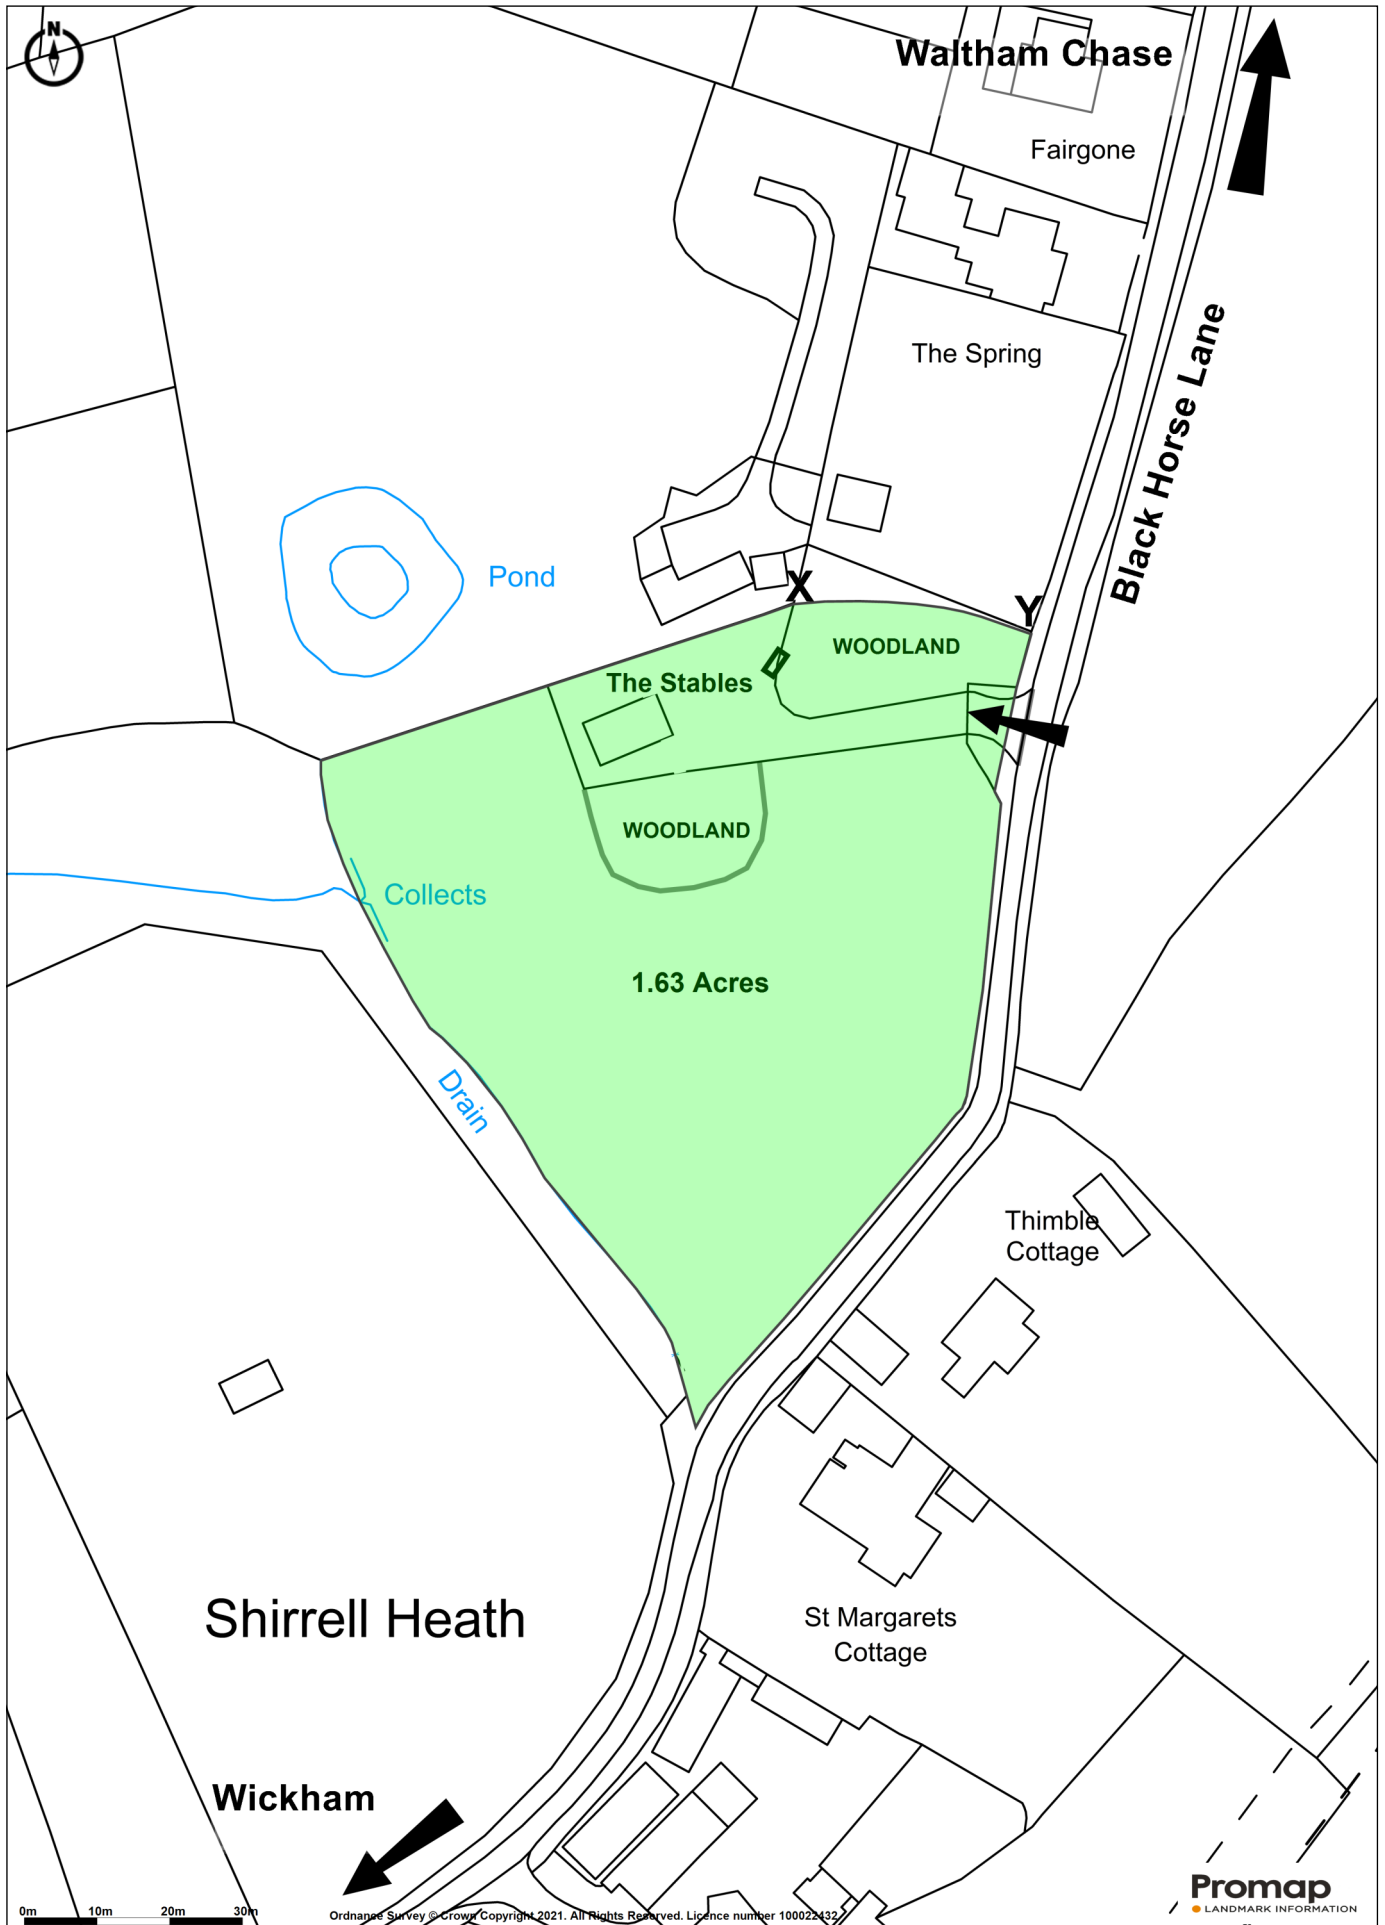 N
Waltham Chase
Fairgone
The Spring
Black Horse Lane
Pond
X
Y
WOODLAND
The Stables
WOODLAND
Collects
1.63 Acres
Drain
Thimble
Cottage
Shirrell Heath
St Margarets
Cottage
Wickham
Promap
LANDMARK INFORMATION
0m 10m 20m 30m
Ordnance Survey © Crown Copyright 2021. All Rights Reserved. Licence number 100022432